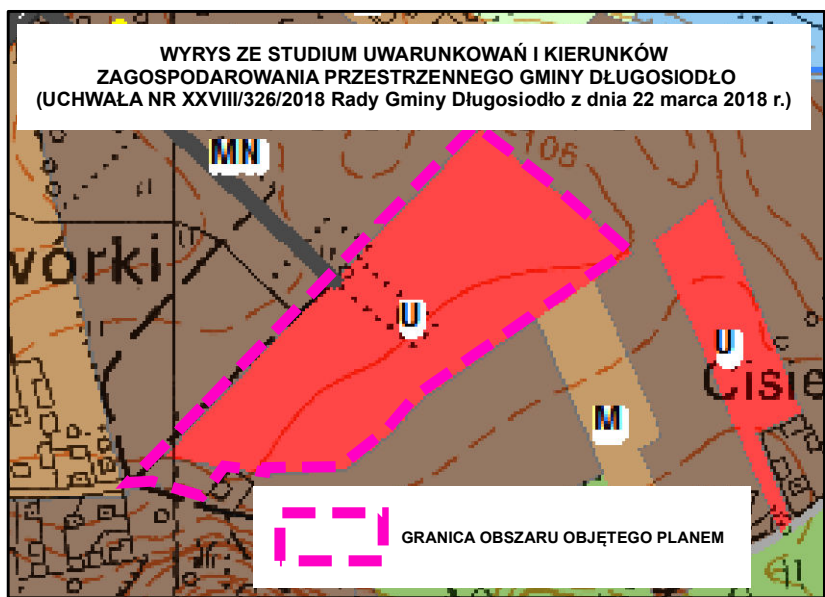 WYRYS ZE STUDIUM UWARUNKOWAŃ I KIERUNKÓW
ZAGOSPODAROWANIA PRZESTRZENNEGO GMINY DŁUGOSIODŁO
(UCHWAŁA NR XXVIII/326/2018 Rady Gminy Długosiodło z dnia 22 marca 2018 r.)
106
MN
wórki
U
U
Cisie
M
GRANICA OBSZARU OBJĘTEGO PLANEM